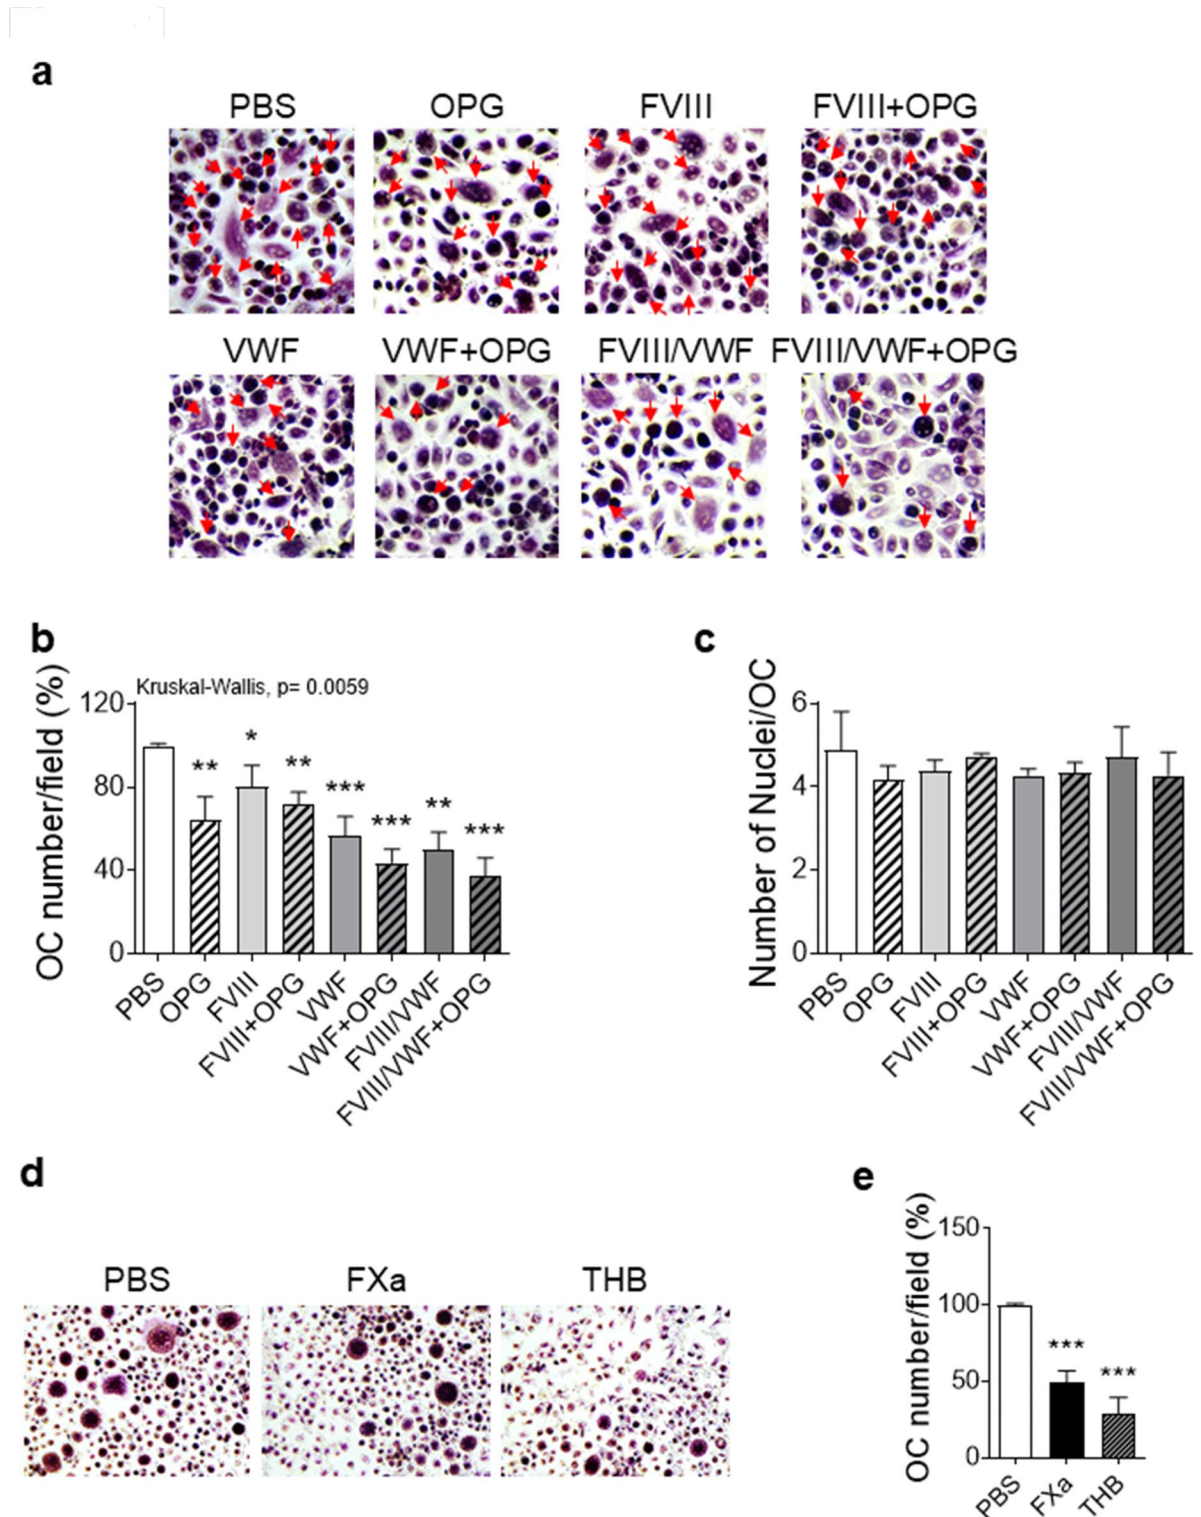 a
PBS OPG FVIII FVIII+OPG
VWF VWF+OPG FVIII/VWF FVIII/VWF+OPG
b
Kruskal-Wallis, p= 0.0059
OC number/field (%)
120
80
40
0
** * ** *** *** ** ***
PBS OPG FVIII FVIII+OPG VWF VWF+OPG FVIII/VWF FVIII/VWF+OPG
c
Number of Nuclei/OC
6
4
2
0
PBS OPG FVIII FVIII+OPG VWF VWF+OPG FVIII/VWF FVIII/VWF+OPG
d
PBS FXa THB
e
OC number/field (%)
150
100
50
0
*** ***
PBS FXa THB